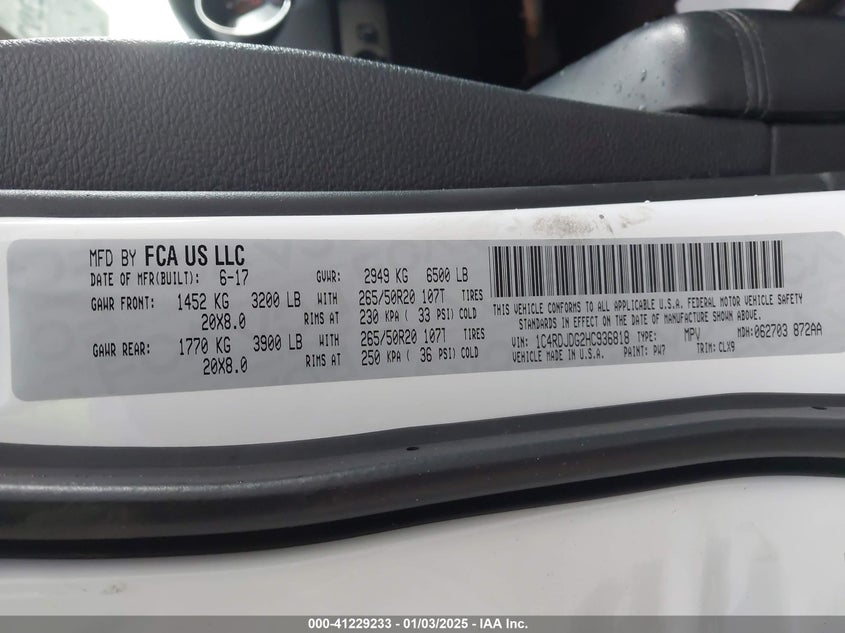 MFD BY FCA US LLC
DATE OF MFR(BUILT): 6-17 GVWR: 2949 KG 6500 LB
GAWR FRONT: 1452 KG 3200 LB WITH 265/50R20 107T TIRES
20X8.0 RIMS AT 230 KPA ( 33 PSI) COLD
GAWR REAR: 1770 KG 3900 LB WITH 265/50R20 107T TIRES
20X8.0 RIMS AT 250 KPA ( 36 PSI) COLD
THIS VEHICLE CONFORMS TO ALL APPLICABLE U.S.A. FEDERAL MOTOR VEHICLE SAFETY
STANDARDS IN EFFECT ON THE DATE OF MANUFACTURE SHOWN ABOVE.
VIN: 1C4RDJDG2HC936818 TYPE: MPV MDH: 062703 872AA
VEHICLE MADE IN U.S.A. PAINT: PW7 TRIM: CLX9
000-41229233 — 01/03/2025 — IAA Inc.